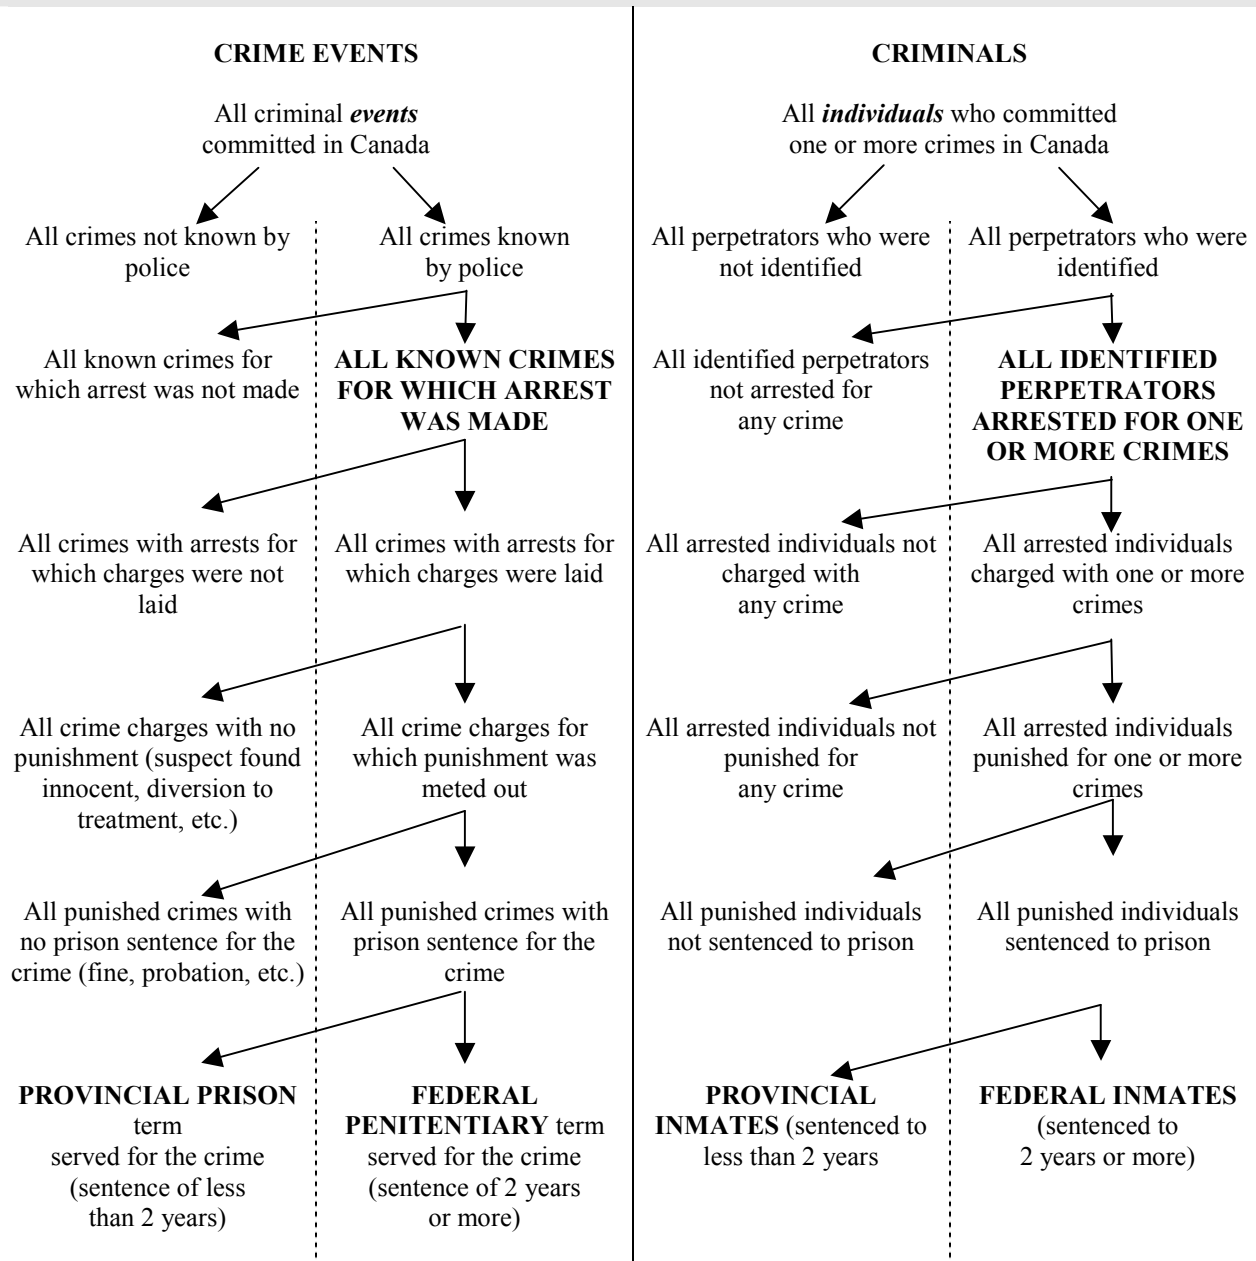 CRIME EVENTS
All criminal events
committed in Canada
All crimes not known by
police
All crimes known
by police
All known crimes for
which arrest was not made
ALL KNOWN CRIMES
FOR WHICH ARREST
WAS MADE
All crimes with arrests for
which charges were not
laid
All crimes with arrests for
which charges were laid
All crime charges with no
punishment (suspect found
innocent, diversion to
treatment, etc.)
All crime charges for
which punishment was
meted out
All punished crimes with
no prison sentence for the
crime (fine, probation, etc.)
All punished crimes with
prison sentence for the
crime
PROVINCIAL PRISON
term
served for the crime
(sentence of less
than 2 years)
FEDERAL
PENITENTIARY term
served for the crime
(sentence of 2 years
or more)
CRIMINALS
All individuals who committed
one or more crimes in Canada
All perpetrators who were
not identified
All perpetrators who were
identified
All identified perpetrators
not arrested for
any crime
ALL IDENTIFIED
PERPETRATORS
ARRESTED FOR ONE
OR MORE CRIMES
All arrested individuals not
charged with
any crime
All arrested individuals
charged with one or more
crimes
All arrested individuals not
punished for
any crime
All arrested individuals
punished for one or more
crimes
All punished individuals
not sentenced to prison
All punished individuals
sentenced to prison
PROVINCIAL
INMATES (sentenced to
less than 2 years
FEDERAL INMATES
(sentenced to
2 years or more)